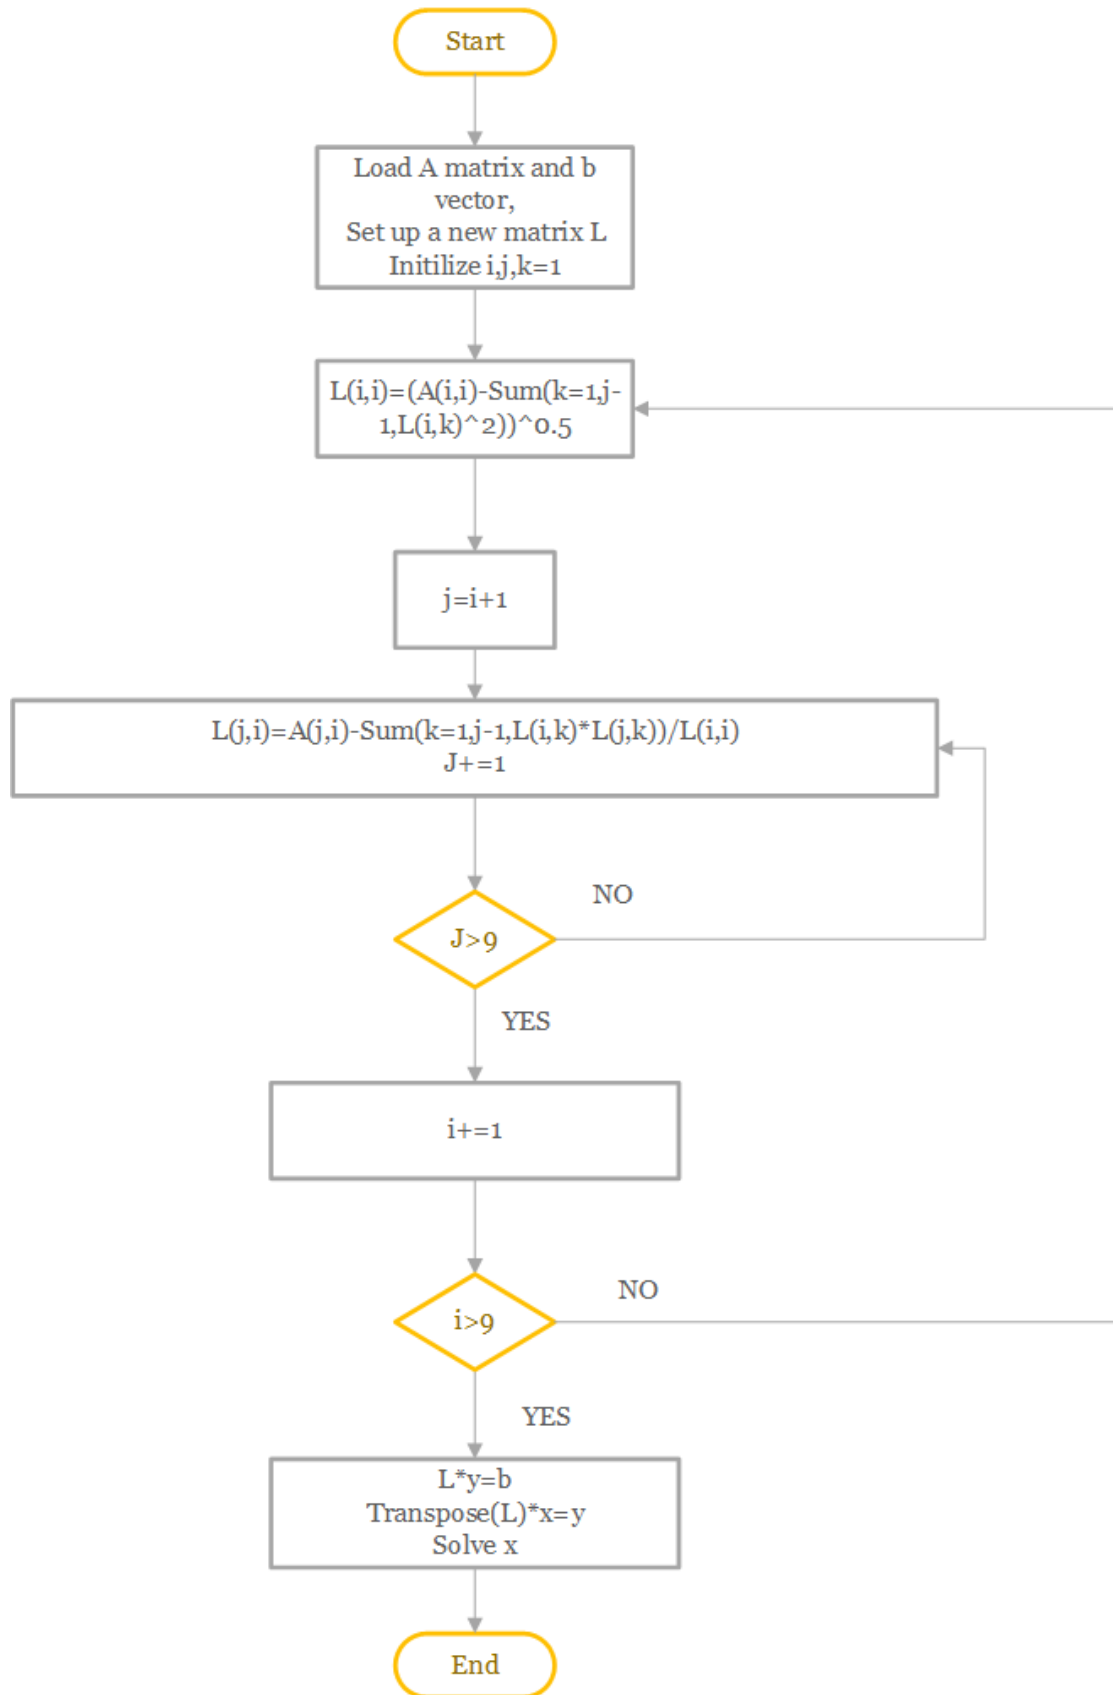 Start
Load A matrix and b
vector,
Set up a new matrix L
Initilize i,j,k=1
L(i,i)=(A(i,i)-Sum(k=1,j-
1,L(i,k)^2))^0.5
j=i+1
L(j,i)=A(j,i)-Sum(k=1,j-1,L(i,k)*L(j,k))/L(i,i)
J+=1
NO
J>9
YES
i+=1
NO
i>9
YES
L*y=b
Transpose(L)*x=y
Solve x
End